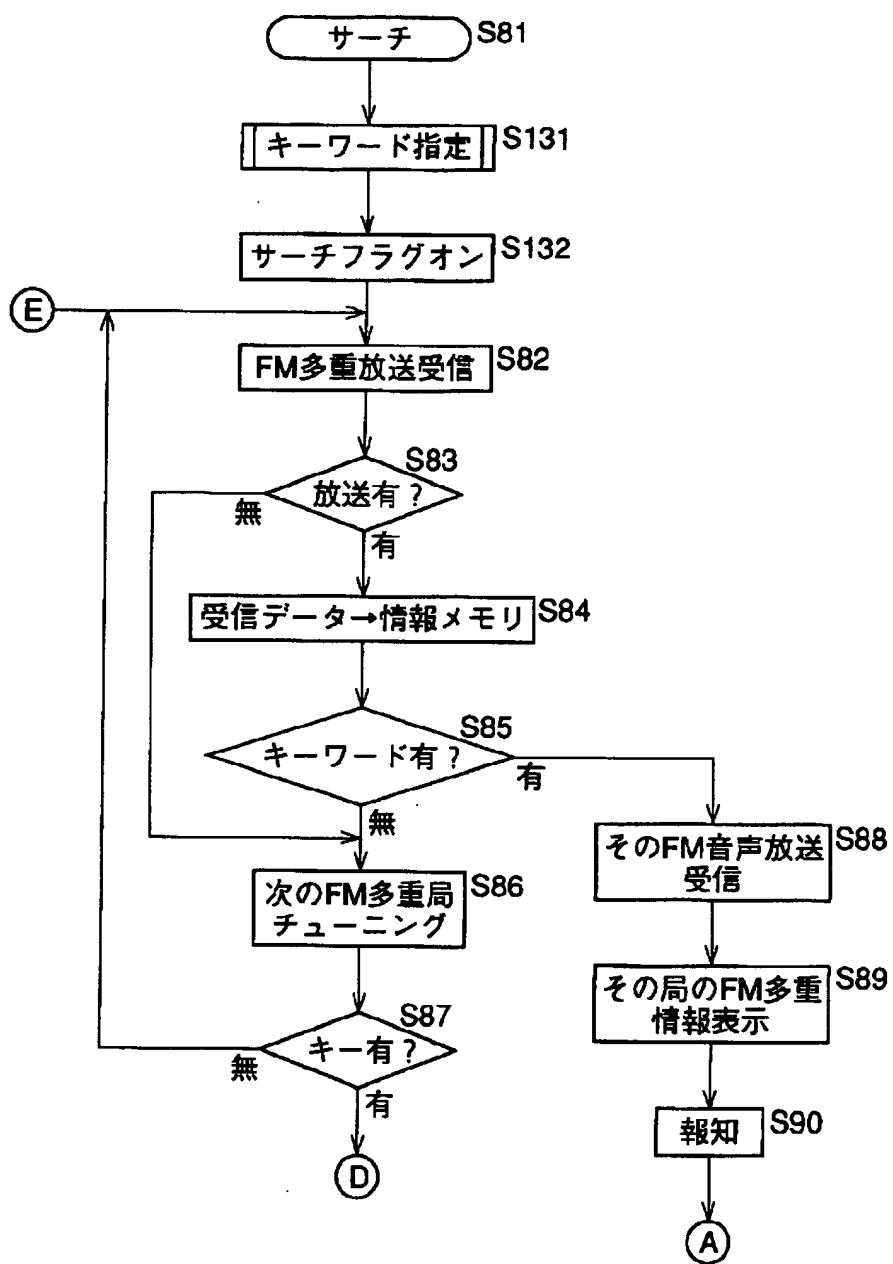 サーチ S81
キーワード指定 S131
サーチフラグオン S132
E
FM多重放送受信 S82
S83
放送有?
無
有
受信データ→情報メモリ S84
S85
キーワード有?
有
無
次のFM多重局 S86
チューニング
S87
キー有?
無
有
D
そのFM音声放送 S88
受信
その局のFM多重 S89
情報表示
報知 S90
A